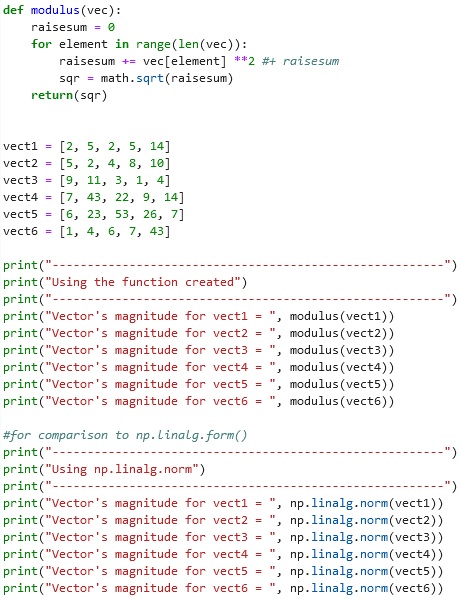 def modulus(vec):
    raisesum = 0
    for element in range(len(vec)):
        raisesum += vec[element] **2 #+ raisesum
        sqr = math.sqrt(raisesum)
    return(sqr)
vect1 = [2, 5, 2, 5, 14]
vect2 = [5, 2, 4, 8, 10]
vect3 = [9, 11, 3, 1, 4]
vect4 = [7, 43, 22, 9, 14]
vect5 = [6, 23, 53, 26, 7]
vect6 = [1, 4, 6, 7, 43]
print("--------------------------------------------------------")
print("Using the function created")
print("--------------------------------------------------------")
print("Vector's magnitude for vect1 = ", modulus(vect1))
print("Vector's magnitude for vect2 = ", modulus(vect2))
print("Vector's magnitude for vect3 = ", modulus(vect3))
print("Vector's magnitude for vect4 = ", modulus(vect4))
print("Vector's magnitude for vect5 = ", modulus(vect5))
print("Vector's magnitude for vect6 = ", modulus(vect6))
#for comparison to np.linalg.form()
print("--------------------------------------------------------")
print("Using np.linalg.norm")
print("--------------------------------------------------------")
print("Vector's magnitude for vect1 = ", np.linalg.norm(vect1))
print("Vector's magnitude for vect2 = ", np.linalg.norm(vect2))
print("Vector's magnitude for vect3 = ", np.linalg.norm(vect3))
print("Vector's magnitude for vect4 = ", np.linalg.norm(vect4))
print("Vector's magnitude for vect5 = ", np.linalg.norm(vect5))
print("Vector's magnitude for vect6 = ", np.linalg.norm(vect6))